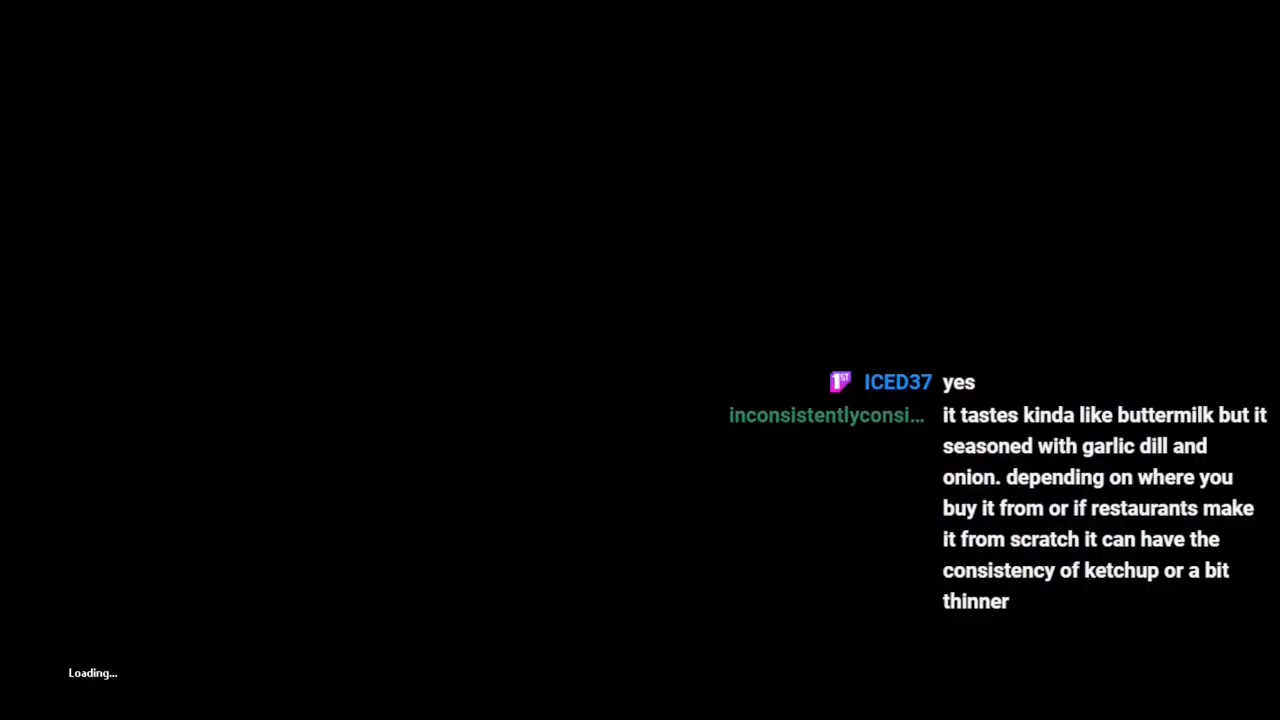 1ST ICED37 yes
inconsistentlyconsi... it tastes kinda like buttermilk but it
seasoned with garlic dill and
onion. depending on where you
buy it from or if restaurants make
it from scratch it can have the
consistency of ketchup or a bit
thinner
Loading...